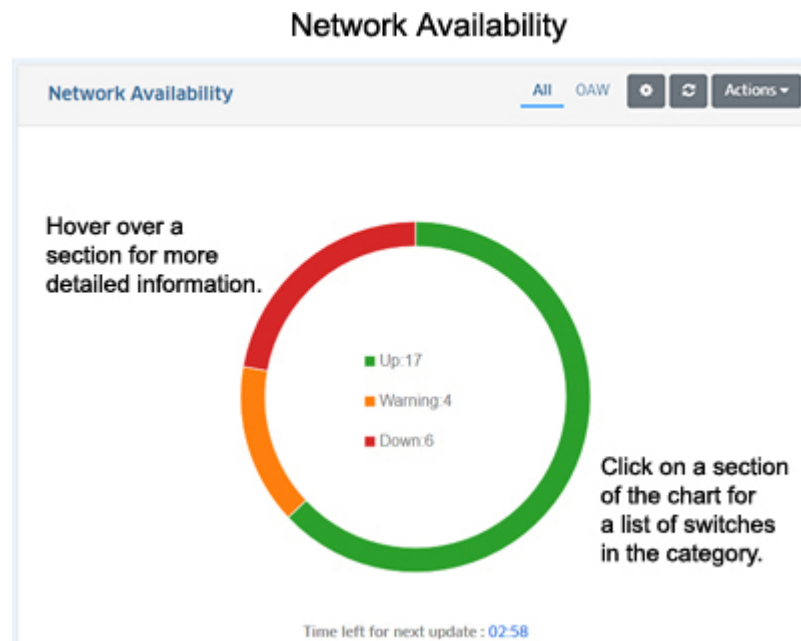 Network Availability
Network Availability
All OAW Actions
Hover over a
section for more
detailed information.
Up:17
Warning:4
Down:6
Click on a section
of the chart for
a list of switches
in the category.
Time left for next update : 02:58